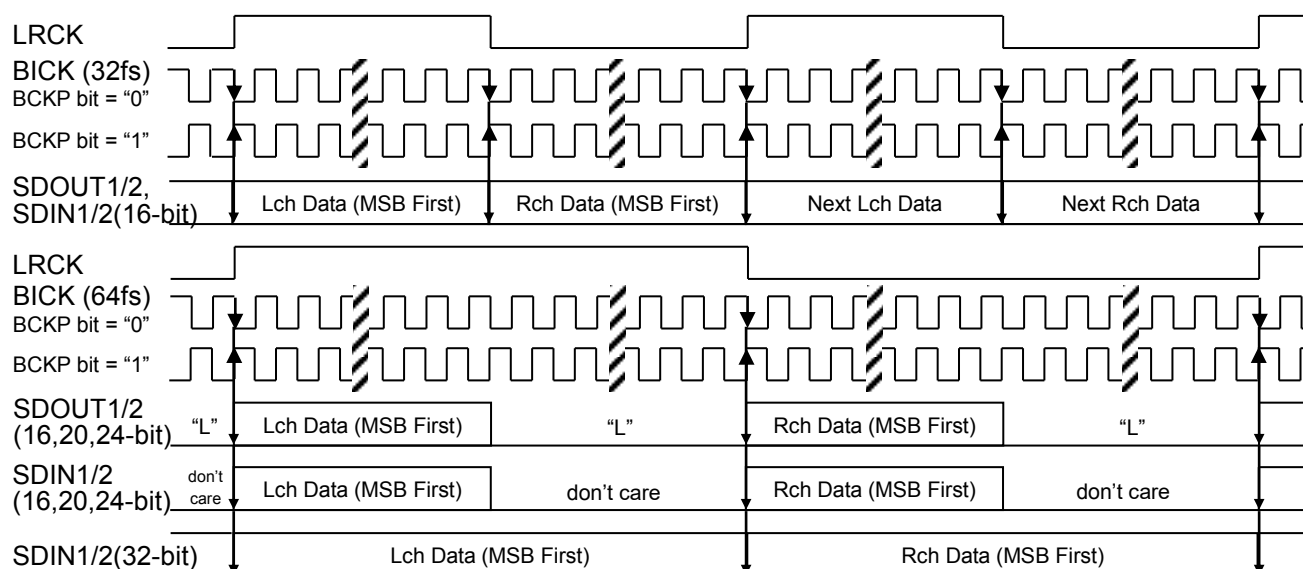 LRCK
BICK (32fs)
BCKP bit = “0”
BCKP bit = “1”
SDOUT1/2,
SDIN1/2(16-bit)
Lch Data (MSB First) Rch Data (MSB First) Next Lch Data Next Rch Data
LRCK
BICK (64fs)
BCKP bit = “0”
BCKP bit = “1”
SDOUT1/2
(16,20,24-bit)
“L” Lch Data (MSB First) “L” Rch Data (MSB First) “L”
SDIN1/2
(16,20,24-bit)
don’t
care
Lch Data (MSB First) don’t care Rch Data (MSB First) don’t care
SDIN1/2(32-bit) Lch Data (MSB First) Rch Data (MSB First)